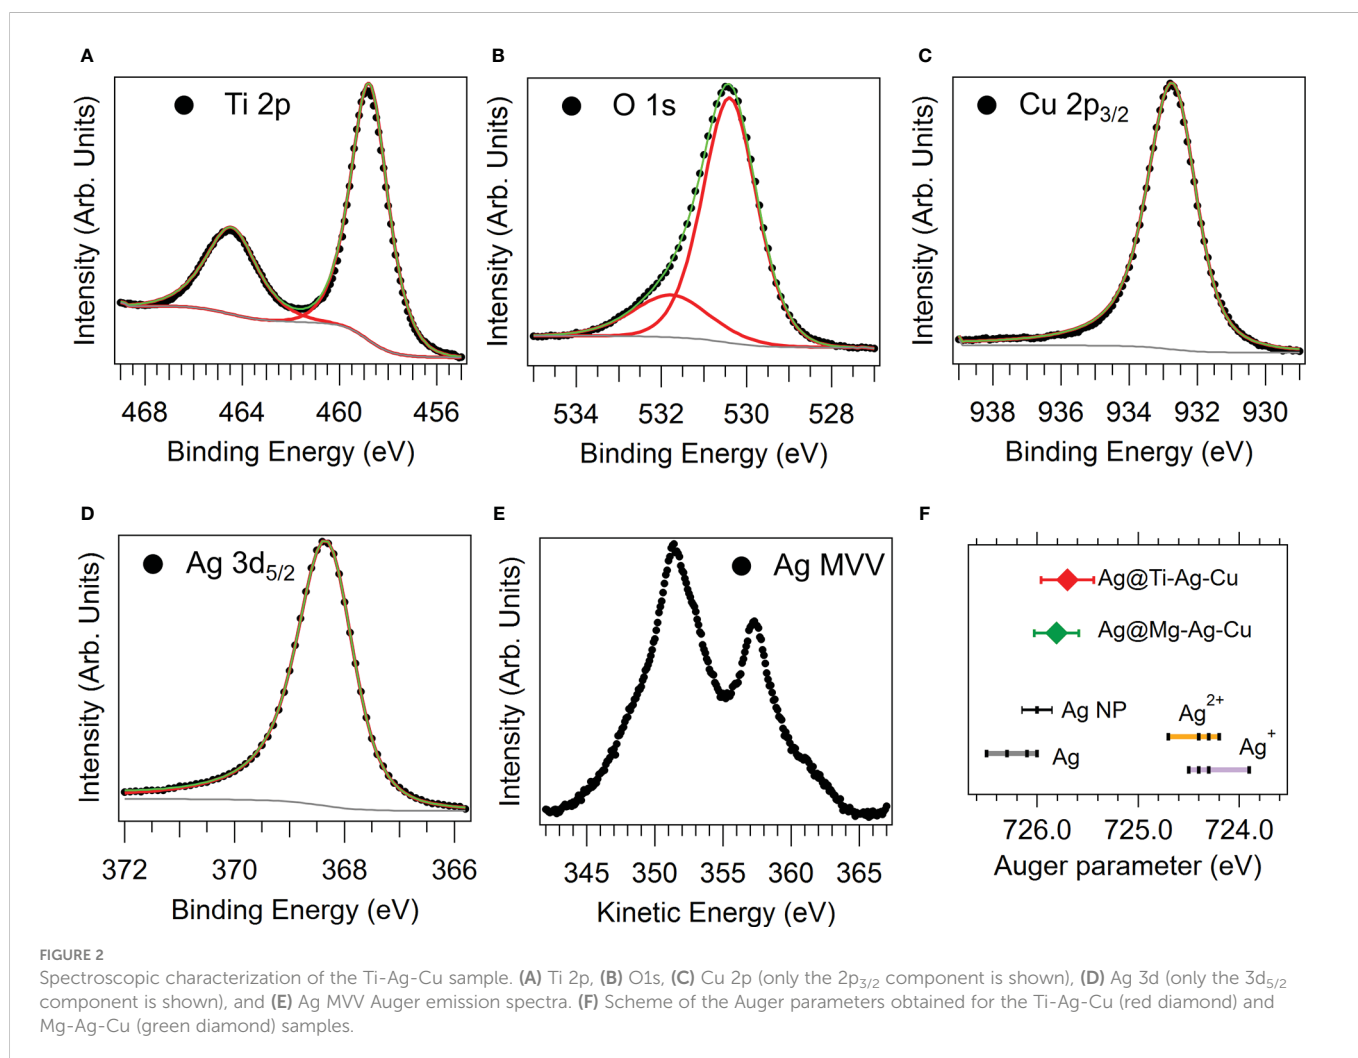 A
Ti 2p
Intensity (Arb. Units)
468 464 460 456
Binding Energy (eV)
B
O 1s
Intensity (Arb. Units)
534 532 530 528
Binding Energy (eV)
C
Cu 2p3/2
Intensity (Arb. Units)
938 936 934 932 930
Binding Energy (eV)
D
Ag 3d5/2
Intensity (Arb. Units)
372 370 368 366
Binding Energy (eV)
E
Ag MVV
Intensity (Arb. Units)
345 350 355 360 365
Kinetic Energy (eV)
F
Ag@Ti-Ag-Cu
Ag@Mg-Ag-Cu
Ag NP
Ag2+
Ag
Ag+
726.0 725.0 724.0
Auger parameter (eV)
FIGURE 2
Spectroscopic characterization of the Ti-Ag-Cu sample. (A) Ti 2p, (B) O1s, (C) Cu 2p (only the 2p3/2 component is shown), (D) Ag 3d (only the 3d5/2
component is shown), and (E) Ag MVV Auger emission spectra. (F) Scheme of the Auger parameters obtained for the Ti-Ag-Cu (red diamond) and
Mg-Ag-Cu (green diamond) samples.